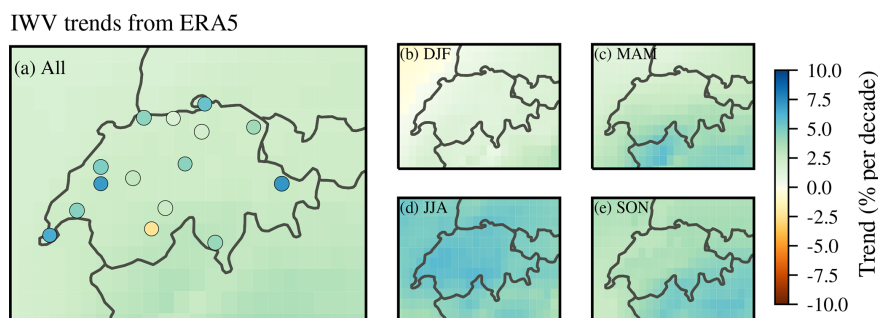 IWV trends from ERA5
(a) All
(b) DJF
(c) MAM
(d) JJA
(e) SON
10.0
7.5
5.0
2.5
0.0
-2.5
-5.0
-7.5
-10.0
Trend (% per decade)